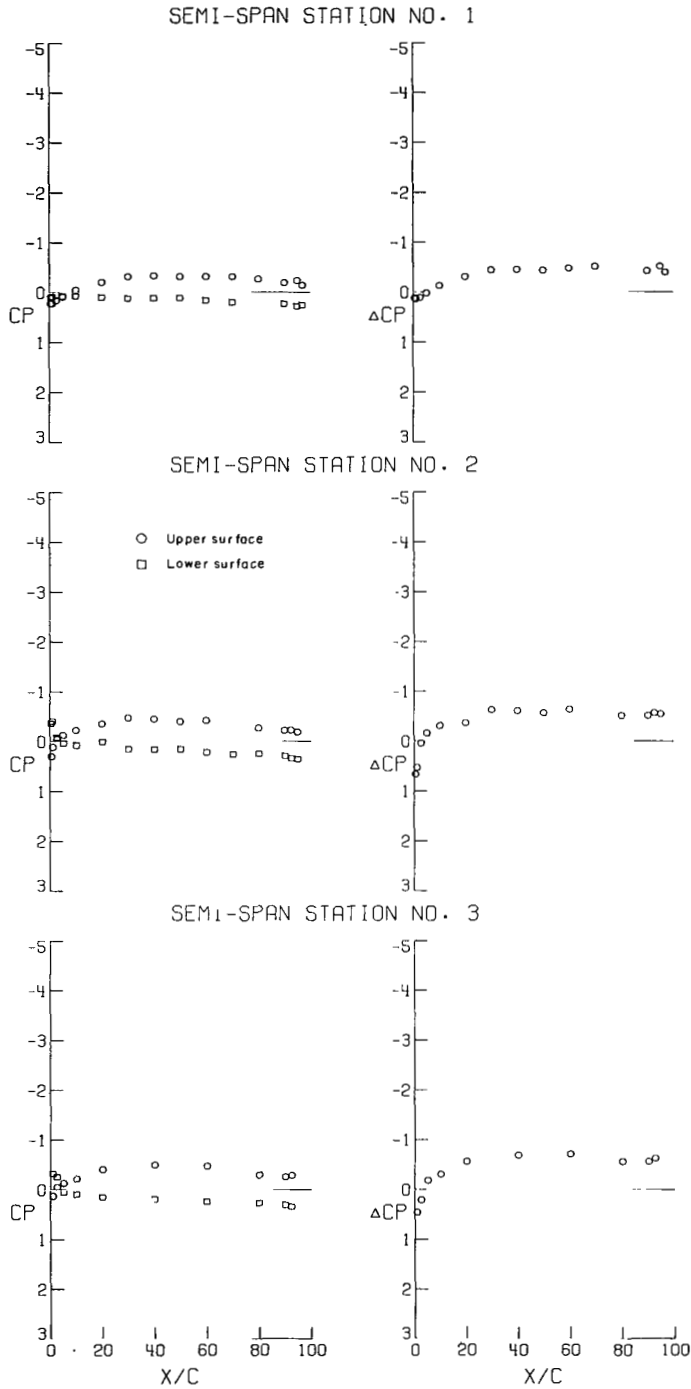 SEMI-SPAN STATION NO. 1
-5 -5
-4 -4
-3 -3
-2 -2
-1 -1
0 0
CP ΔCP
1 1
2 2
3 3
SEMI-SPAN STATION NO. 2
-5 -5
○ Upper surface
-4 -4
□ Lower surface
-3 -3
-2 -2
-1 -1
0 0
CP ΔCP
1 1
2 2
3 3
SEMI-SPAN STATION NO. 3
-5 -5
-4 -4
-3 -3
-2 -2
-1 -1
0 0
CP ΔCP
1 1
2 2
3 3
0 20 40 60 80 100 0 20 40 60 80 100
X/C X/C